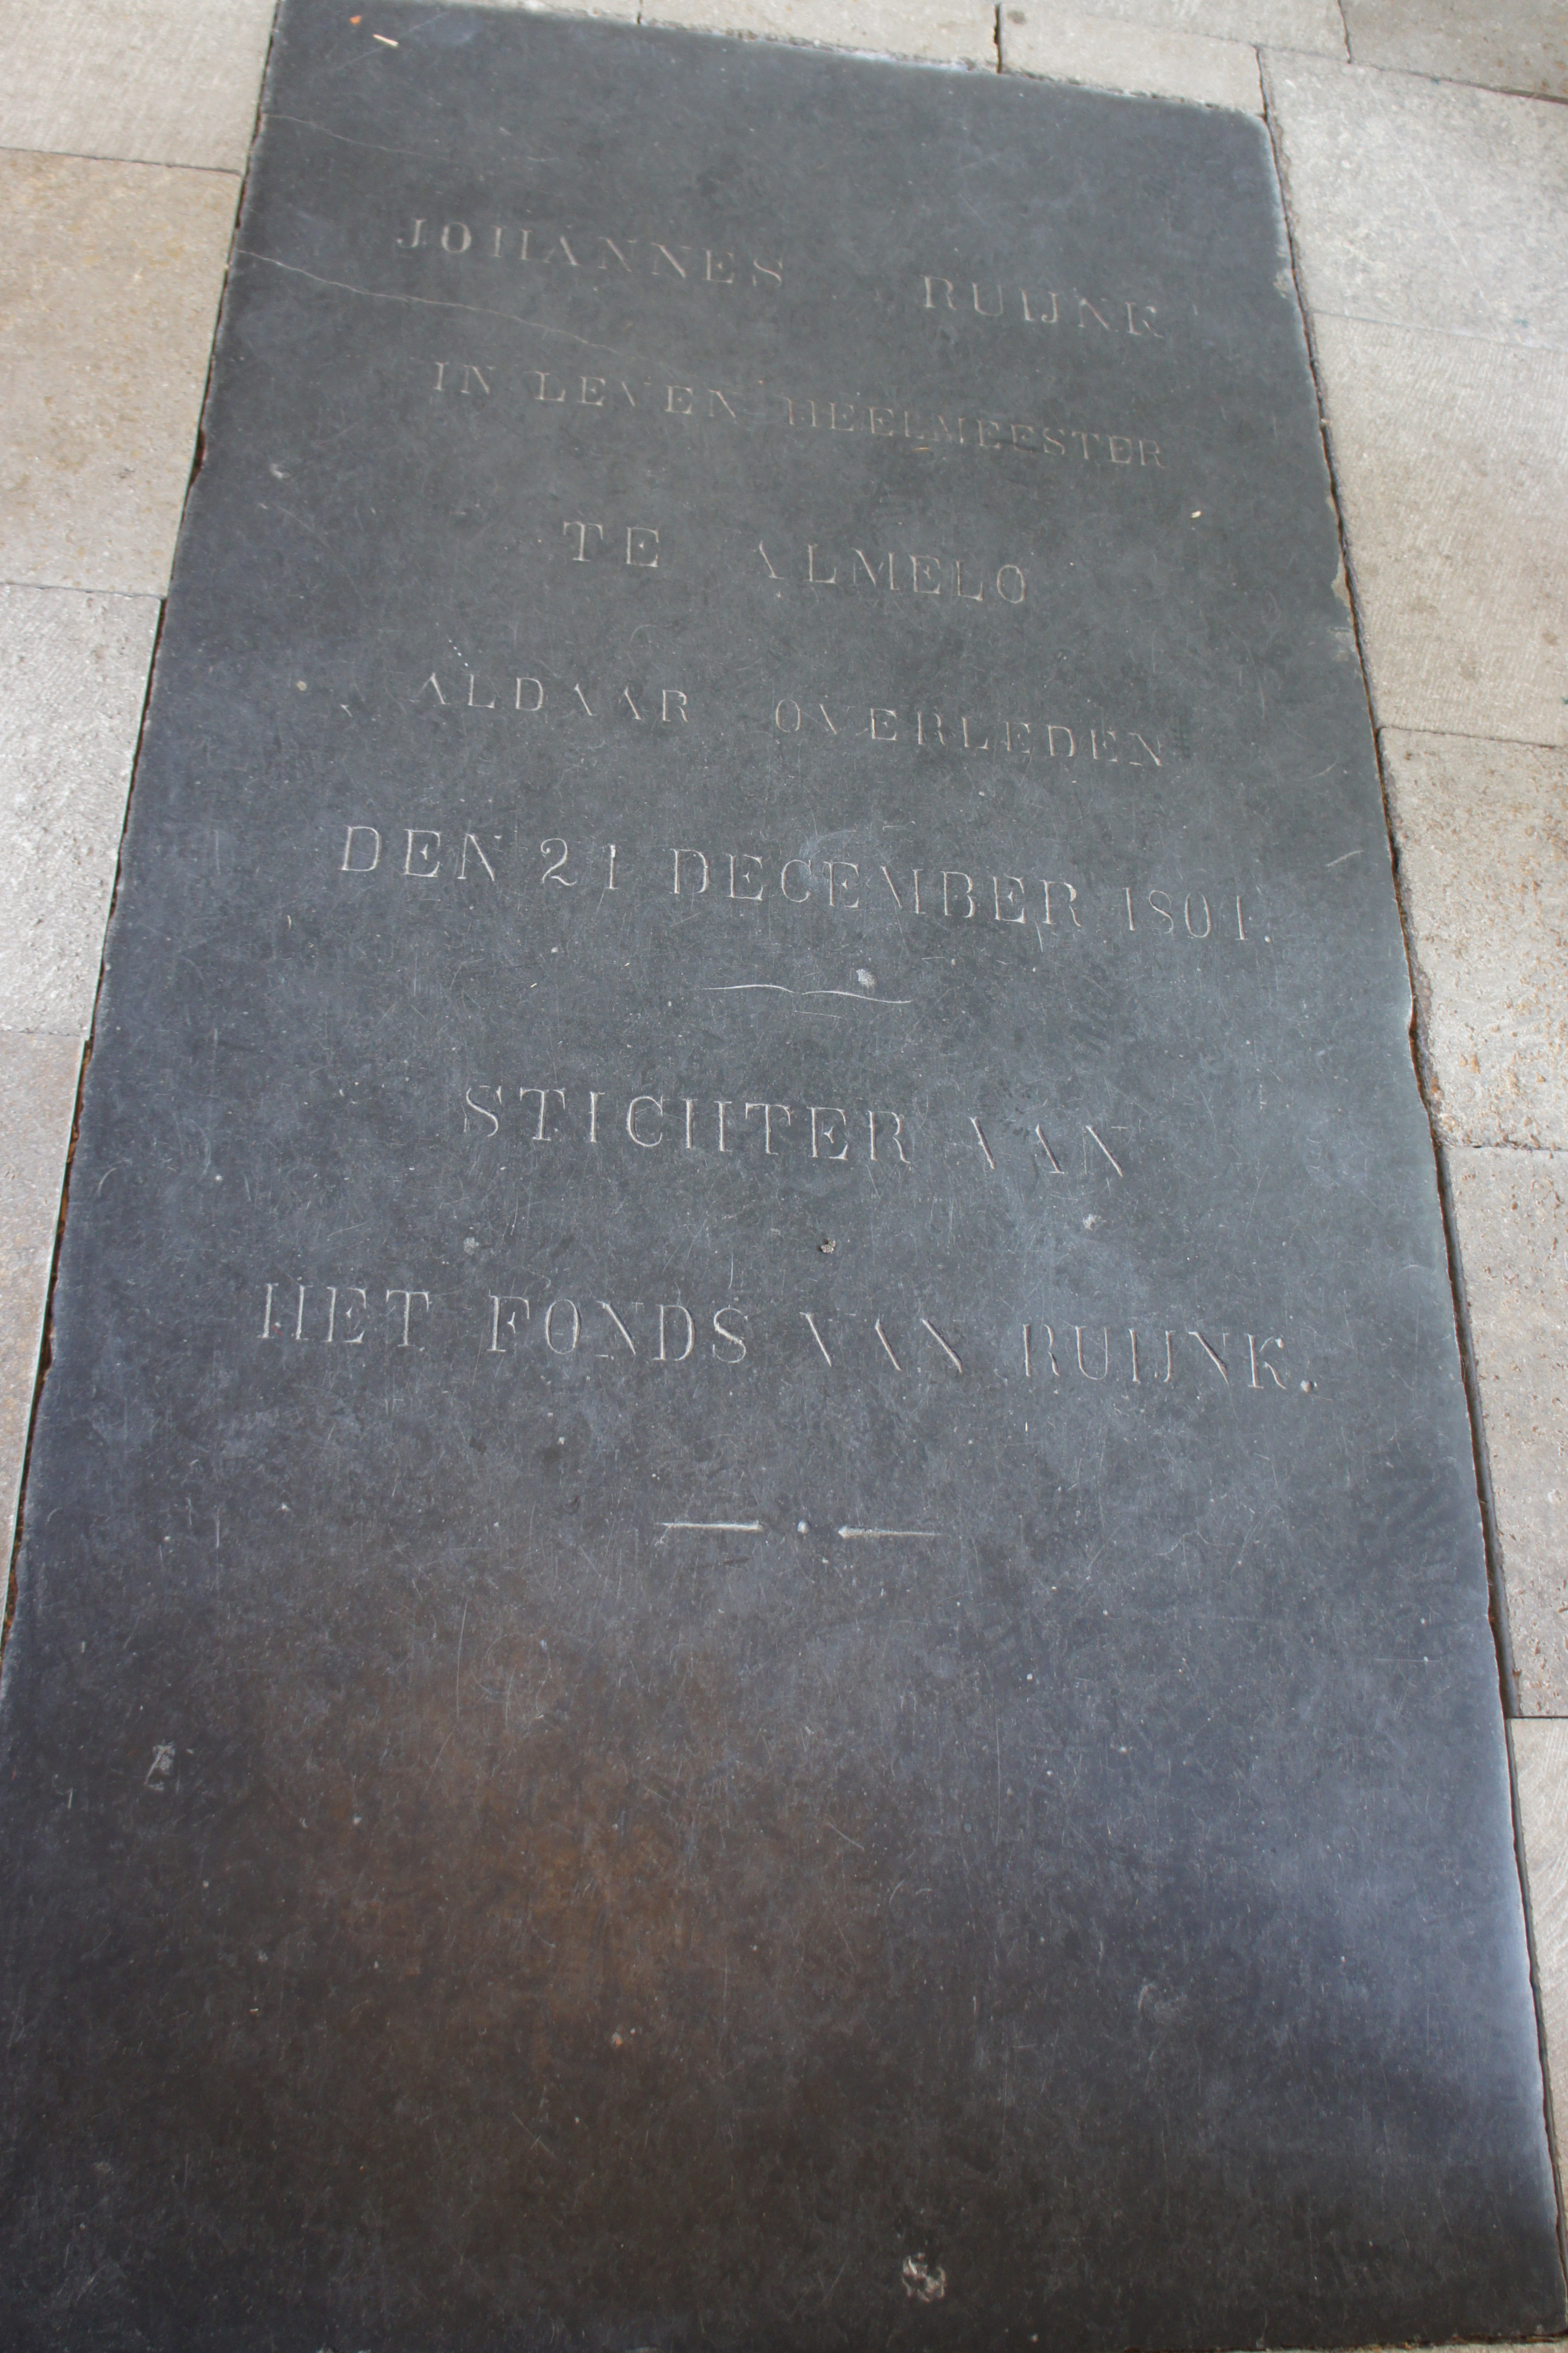 JOHANNES RUIJNK
IN LEVEN HEELMEESTER
TE ALMELO
ALDAAR OVERLEDEN
DEN 21 DECEMBER 1801.
STICHTER VAN
HET FONDS VAN RUIJNK.